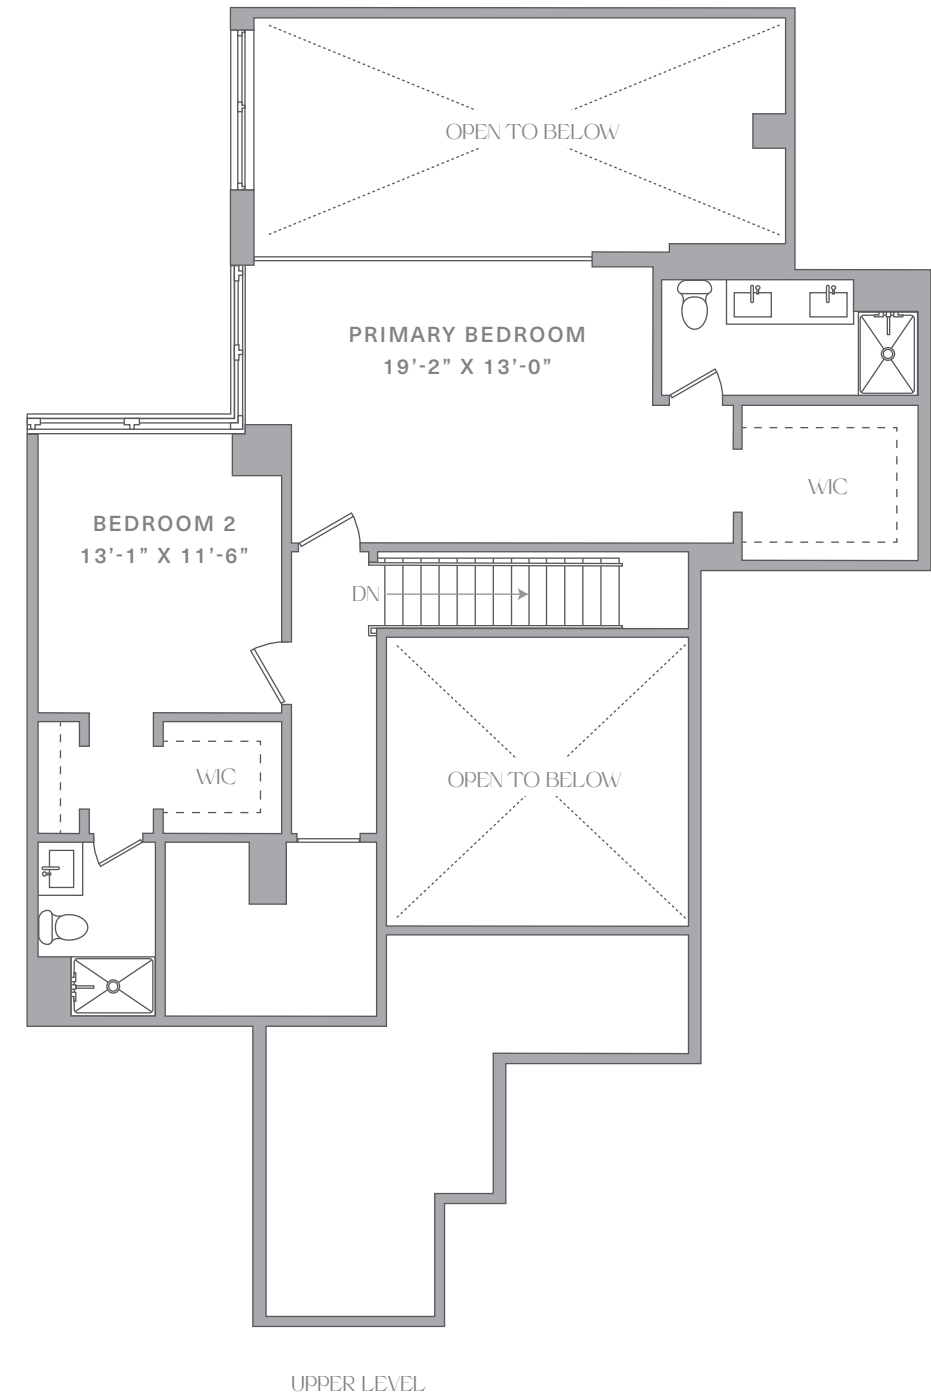 OPEN TO BELOW
PRIMARY BEDROOM
19’-2” X 13’-0”
WIC
BEDROOM 2
13’-1” X 11’-6”
DN
WIC
OPEN TO BELOW
UPPER LEVEL